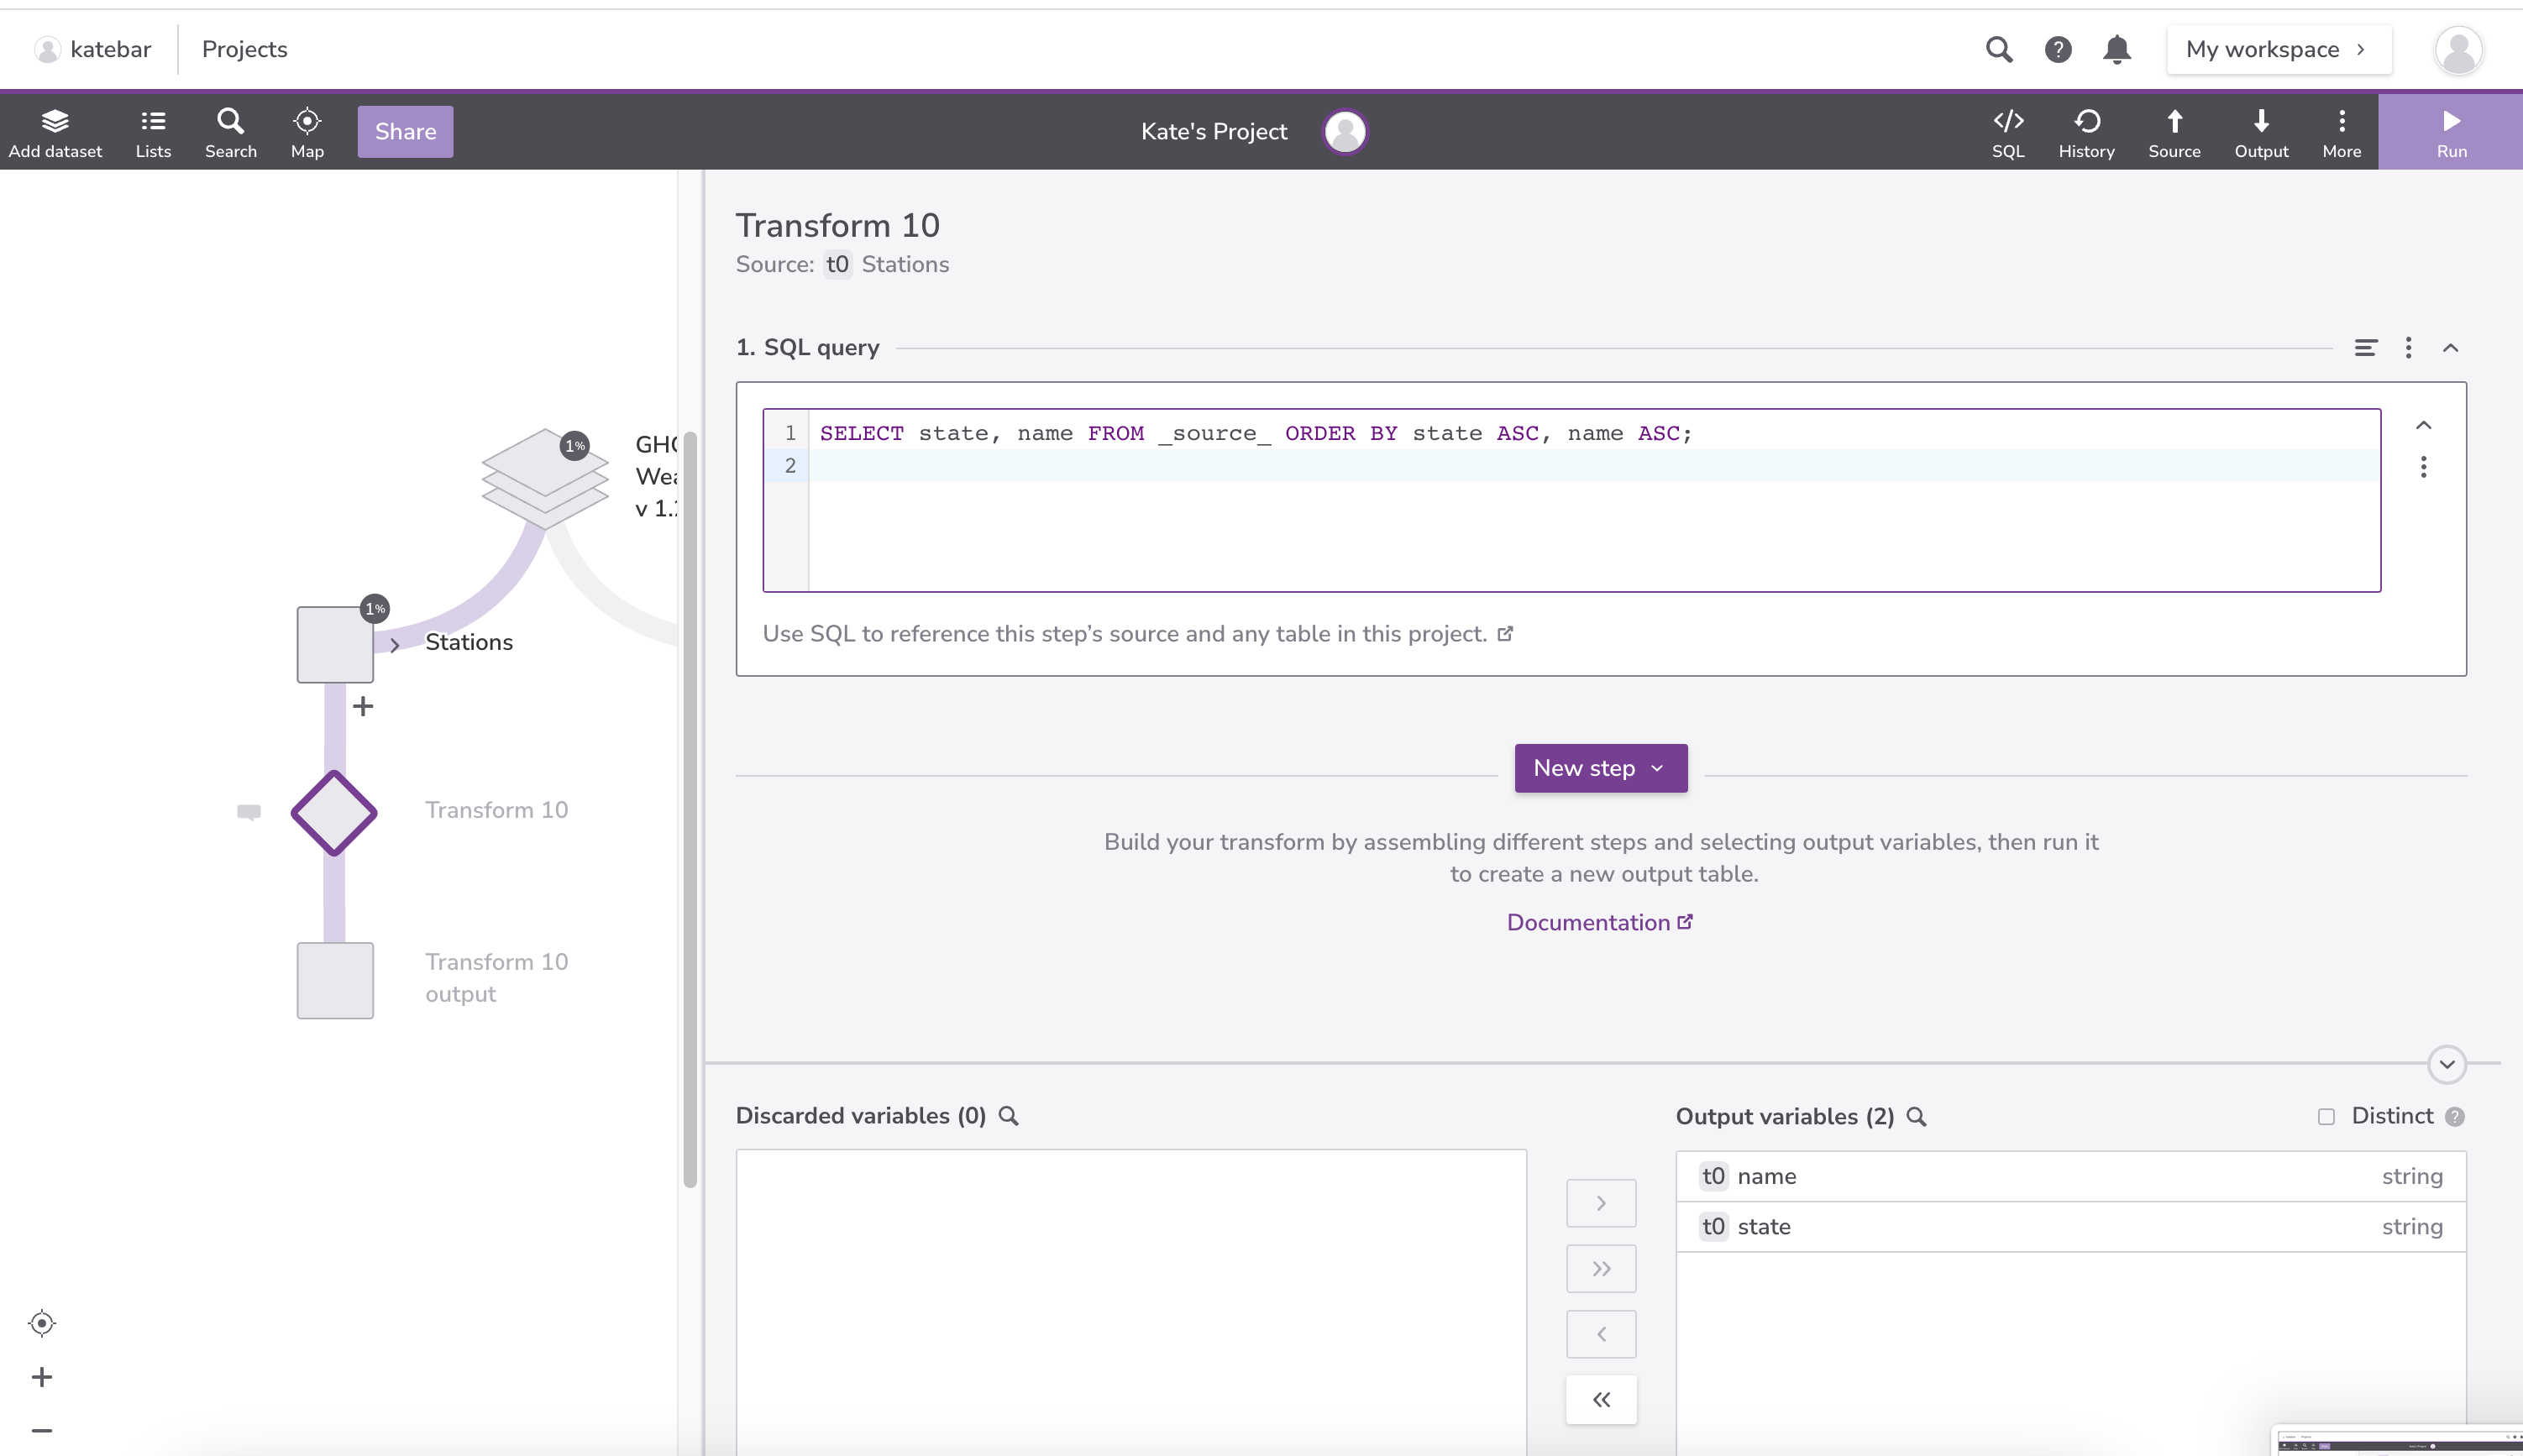 katebar
Projects
My workspace
Add dataset
Lists
Search
Map
Share
Kate's Project
SQL
History
Source
Output
More
Run
1%
GHC
Wea
v 1.
1%
Stations
Transform 10
Transform 10
output
Transform 10
Source: t0 Stations
1. SQL query
1 SELECT state, name FROM _source_ ORDER BY state ASC, name ASC;
2
Use SQL to reference this step’s source and any table in this project.
New step
Build your transform by assembling different steps and selecting output variables, then run it
to create a new output table.
Documentation
Discarded variables (0)
Output variables (2)
Distinct ?
t0 name string
t0 state string